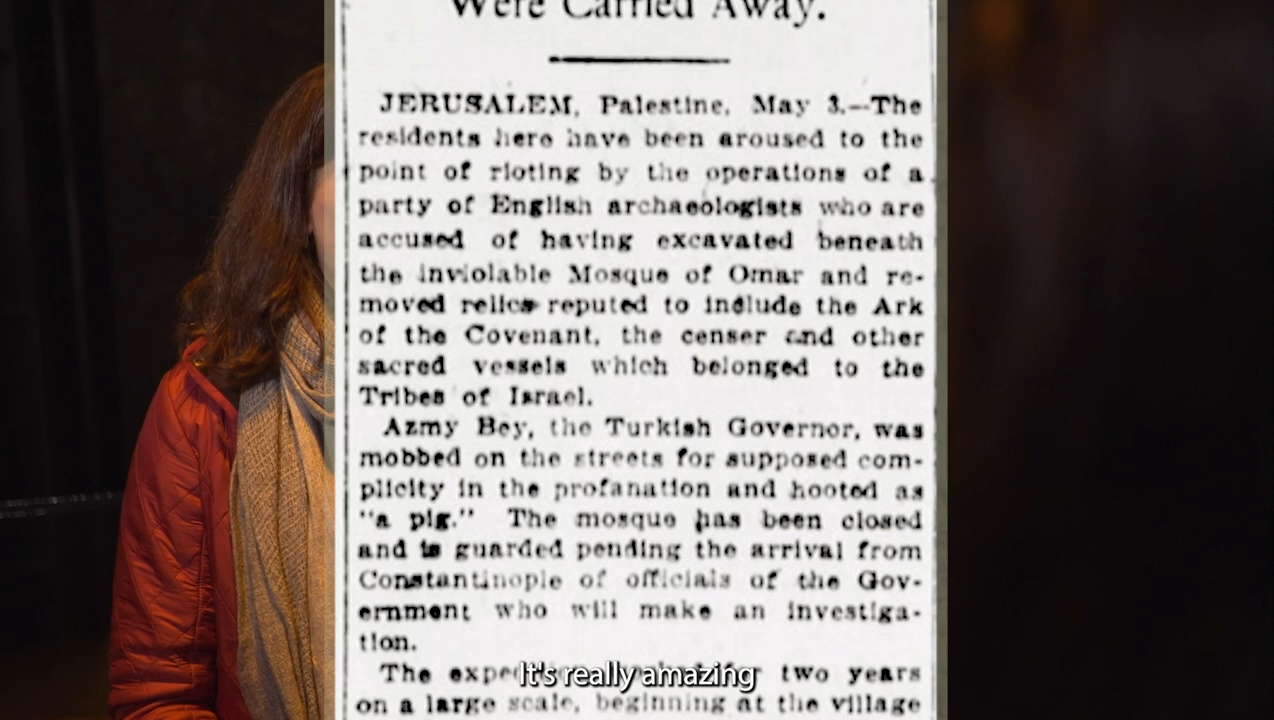 Were Carried Away.
JERUSALEM, Palestine, May 3.—The
residents here have been aroused to the
point of rioting by the operations of a
party of English archaeologists who are
accused of having excavated beneath
the inviolable Mosque of Omar and re-
moved relics reputed to include the Ark
of the Covenant, the censer and other
sacred vessels which belonged to the
Tribes of Israel.
Azmy Bey, the Turkish Governor, was
mobbed on the streets for supposed com-
plicity in the profanation and hooted as
"a pig." The mosque has been closed
and is guarded pending the arrival from
Constantinople of officials of the Gov-
ernment who will make an investiga-
tion.
The two years
It's really amazing
on a large scale, beginning at the village